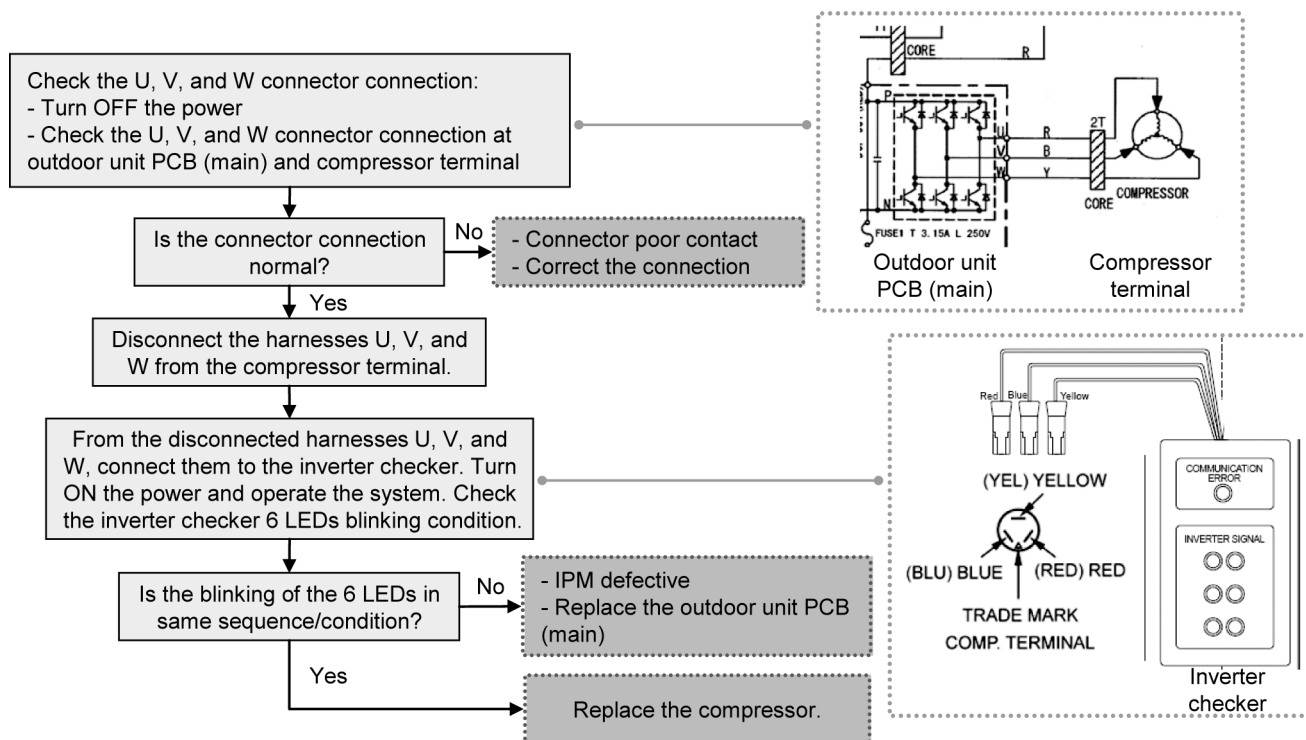 Check the U, V, and W connector connection:
- Turn OFF the power
- Check the U, V, and W connector connection at
outdoor unit PCB (main) and compressor
terminal
Is the connector connection
normal?
No
- Connector poor contact
- Correct the connection
Yes
Disconnect the harnesses U, V, and
W from the compressor terminal.
From the disconnected harnesses U, V, and
W, connect them to the inverter checker. Turn
ON the power and operate the system. Check
the inverter checker 6 LEDs blinking condition.
Is the blinking of the 6 LEDs in
same sequence/condition?
No
- IPM defective
- Replace the outdoor unit PCB
(main)
Yes
Replace the compressor.
CORE
R
P
U
R
2T
V
B
W
Y
COMPRESSOR
CORE
N
FUSE1 T 3.15A L 250V
Outdoor unit
PCB (main)
Compressor
terminal
Red
Blue
Yellow
(YEL) YELLOW
(BLU) BLUE
(RED) RED
TRADE MARK
COMP. TERMINAL
COMMUNICATION
ERROR
INVERTER SIGNAL
Inverter
checker